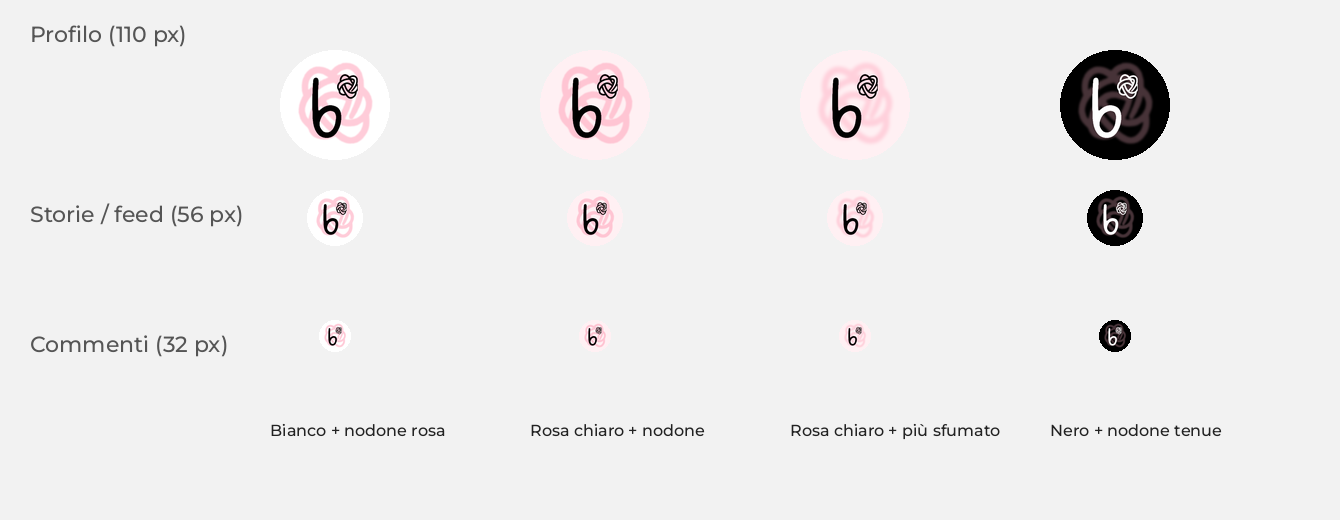 Profilo (110 px)
b
b
b
b
Storie / feed (56 px)
b
b
b
b
Commenti (32 px)
b
b
b
b
Bianco + nodone rosa
Rosa chiaro + nodone
Rosa chiaro + più sfumato
Nero + nodone tenue